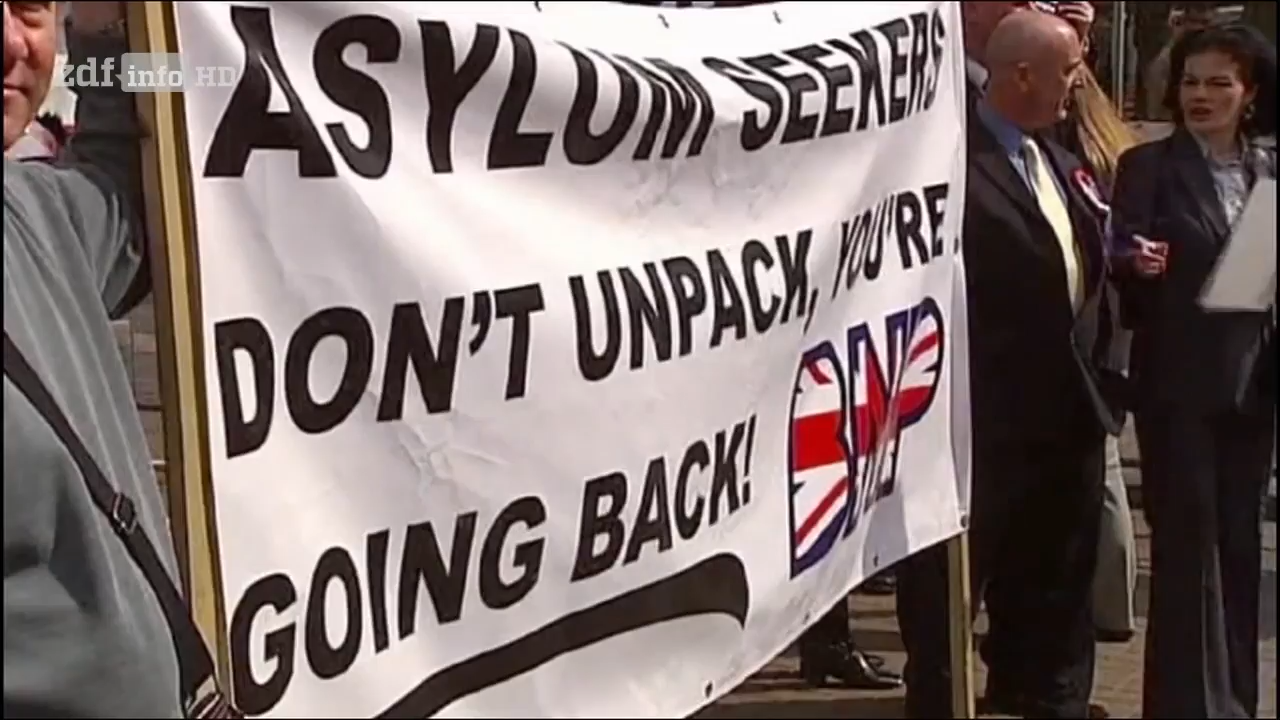 zdf info HD
ASYLUM SEEKERS
DON'T UNPACK, YOU'RE
GOING BACK!
BNP